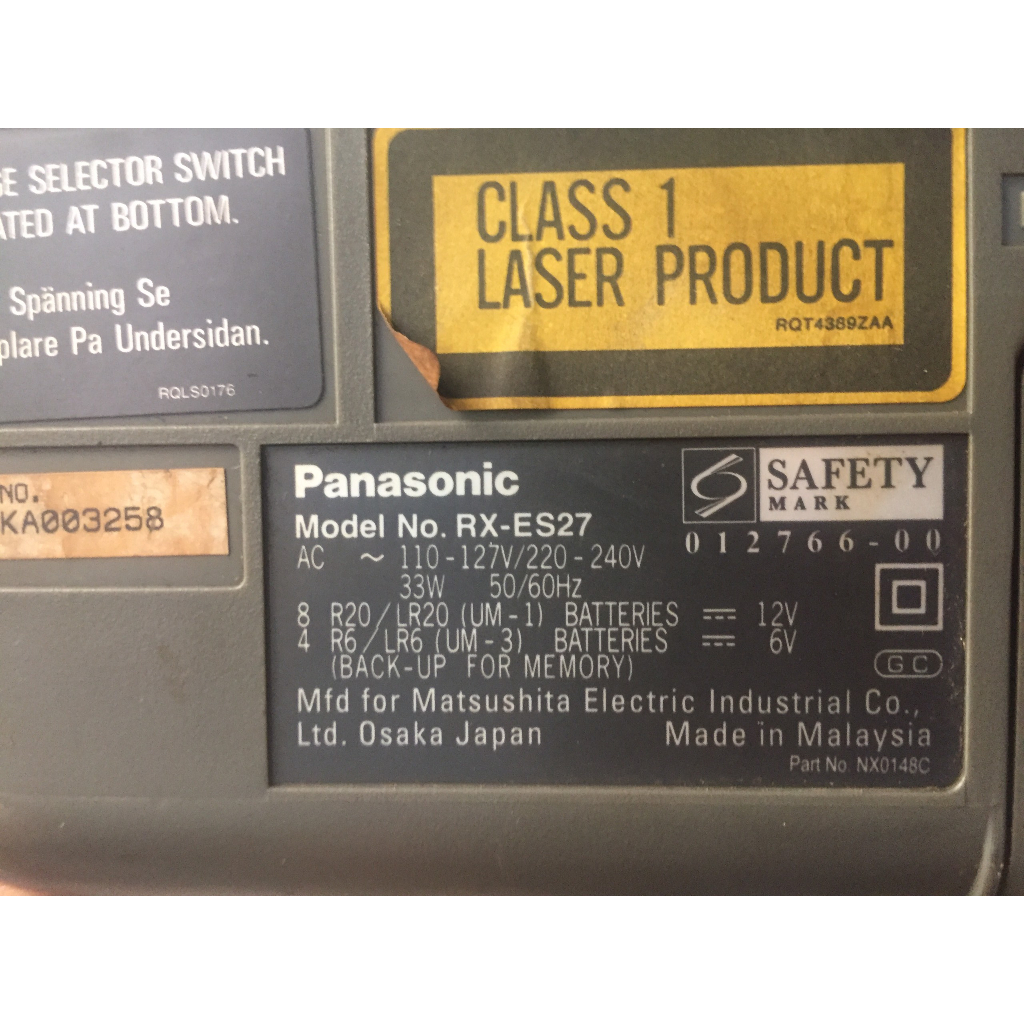 SELECTOR SWITCH
AT BOTTOM.
Spänning Se
Pa Undersidan.
RQLS0176
CLASS 1
LASER PRODUCT
RQT4389ZAA
NO.
KA003258
Panasonic
Model No. RX-ES27
AC ~ 110-127V/220-240V
33W 50/60Hz
8 R20/LR20 (UM-1) BATTERIES ⎓ 12V
4 R6/LR6 (UM-3) BATTERIES ⎓ 6V
(BACK-UP FOR MEMORY)
Mfd for Matsushita Electric Industrial Co.,
Ltd. Osaka Japan Made in Malaysia
Part No. NX0148C
SAFETY
MARK
012766-00
GC